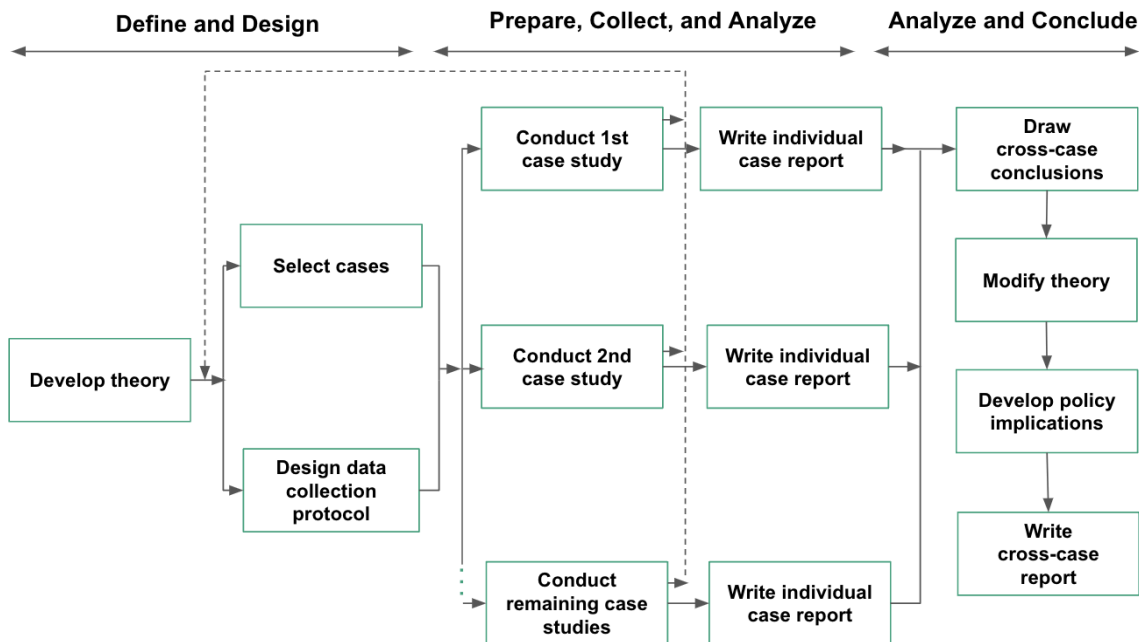 Define and Design
Prepare, Collect, and Analyze
Analyze and Conclude
Develop theory
Select cases
Design data
collection
protocol
Conduct 1st
case study
Write individual
case report
Conduct 2nd
case study
Write individual
case report
Conduct
remaining case
studies
Write individual
case report
Draw
cross-case
conclusions
Modify theory
Develop policy
implications
Write
cross-case
report